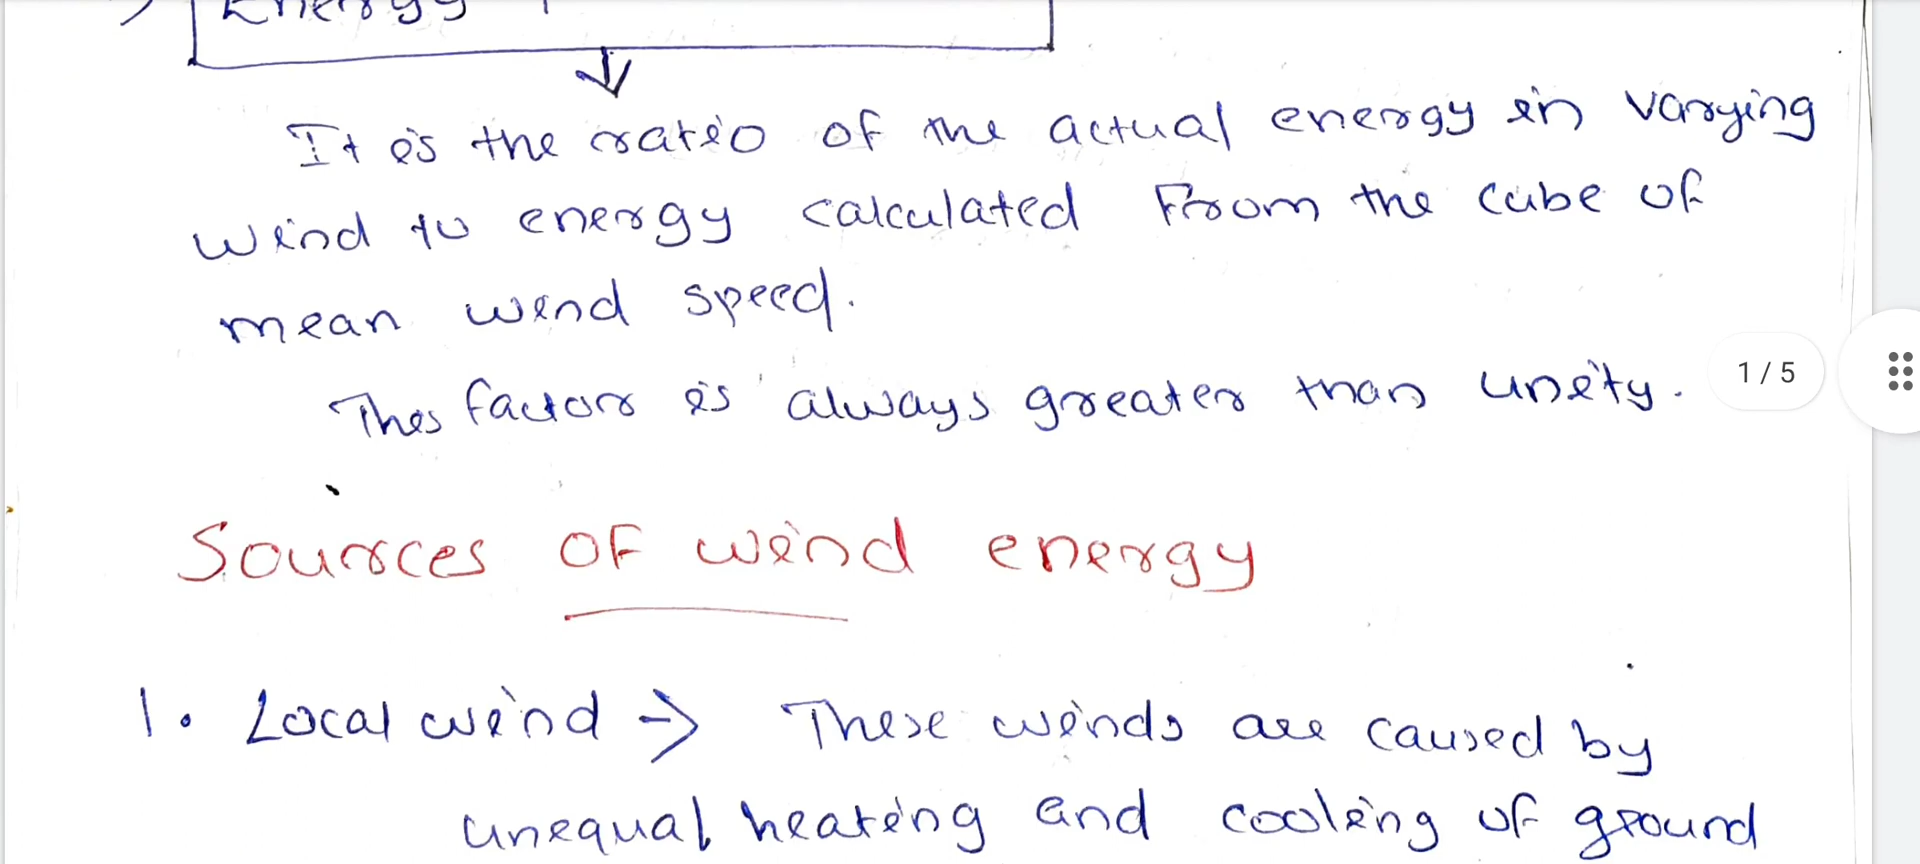 Energy
It is the ratio of the actual energy in varying
wind to energy calculated From the cube of
mean wind speed.
This factor is always greater than unity.
1 / 5
Sources of wind energy
1. Local wind → These winds are caused by
unequal heating and cooling of ground